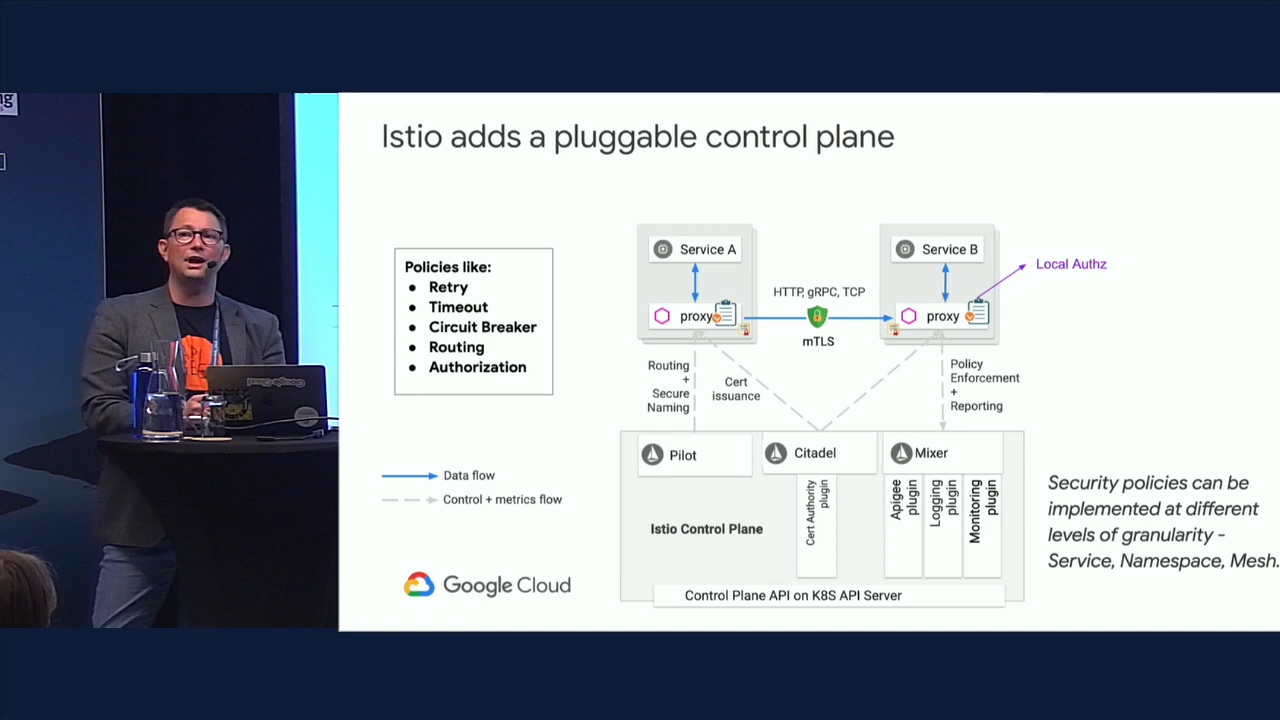 Istio adds a pluggable control plane
Policies like:
● Retry
● Timeout
● Circuit Breaker
● Routing
● Authorization
Data flow
Control + metrics flow
Google Cloud
Service A
proxy
HTTP, gRPC, TCP
mTLS
Service B
proxy
Local Authz
Routing
+
Secure
Naming
Cert
issuance
Policy
Enforcement
+
Reporting
Pilot
Citadel
Mixer
Cert Authority
plugin
Apigee
plugin
Logging
plugin
Monitoring
plugin
Istio Control Plane
Control Plane API on K8S API Server
Security policies can be
implemented at different
levels of granularity -
Service, Namespace, Mesh.